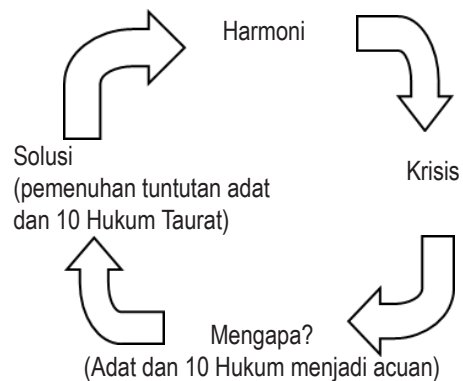 Harmoni
Krisis
Mengapa?
(Adat dan 10 Hukum menjadi acuan)
Solusi
(pemenuhan tuntutan adat
dan 10 Hukum Taurat)